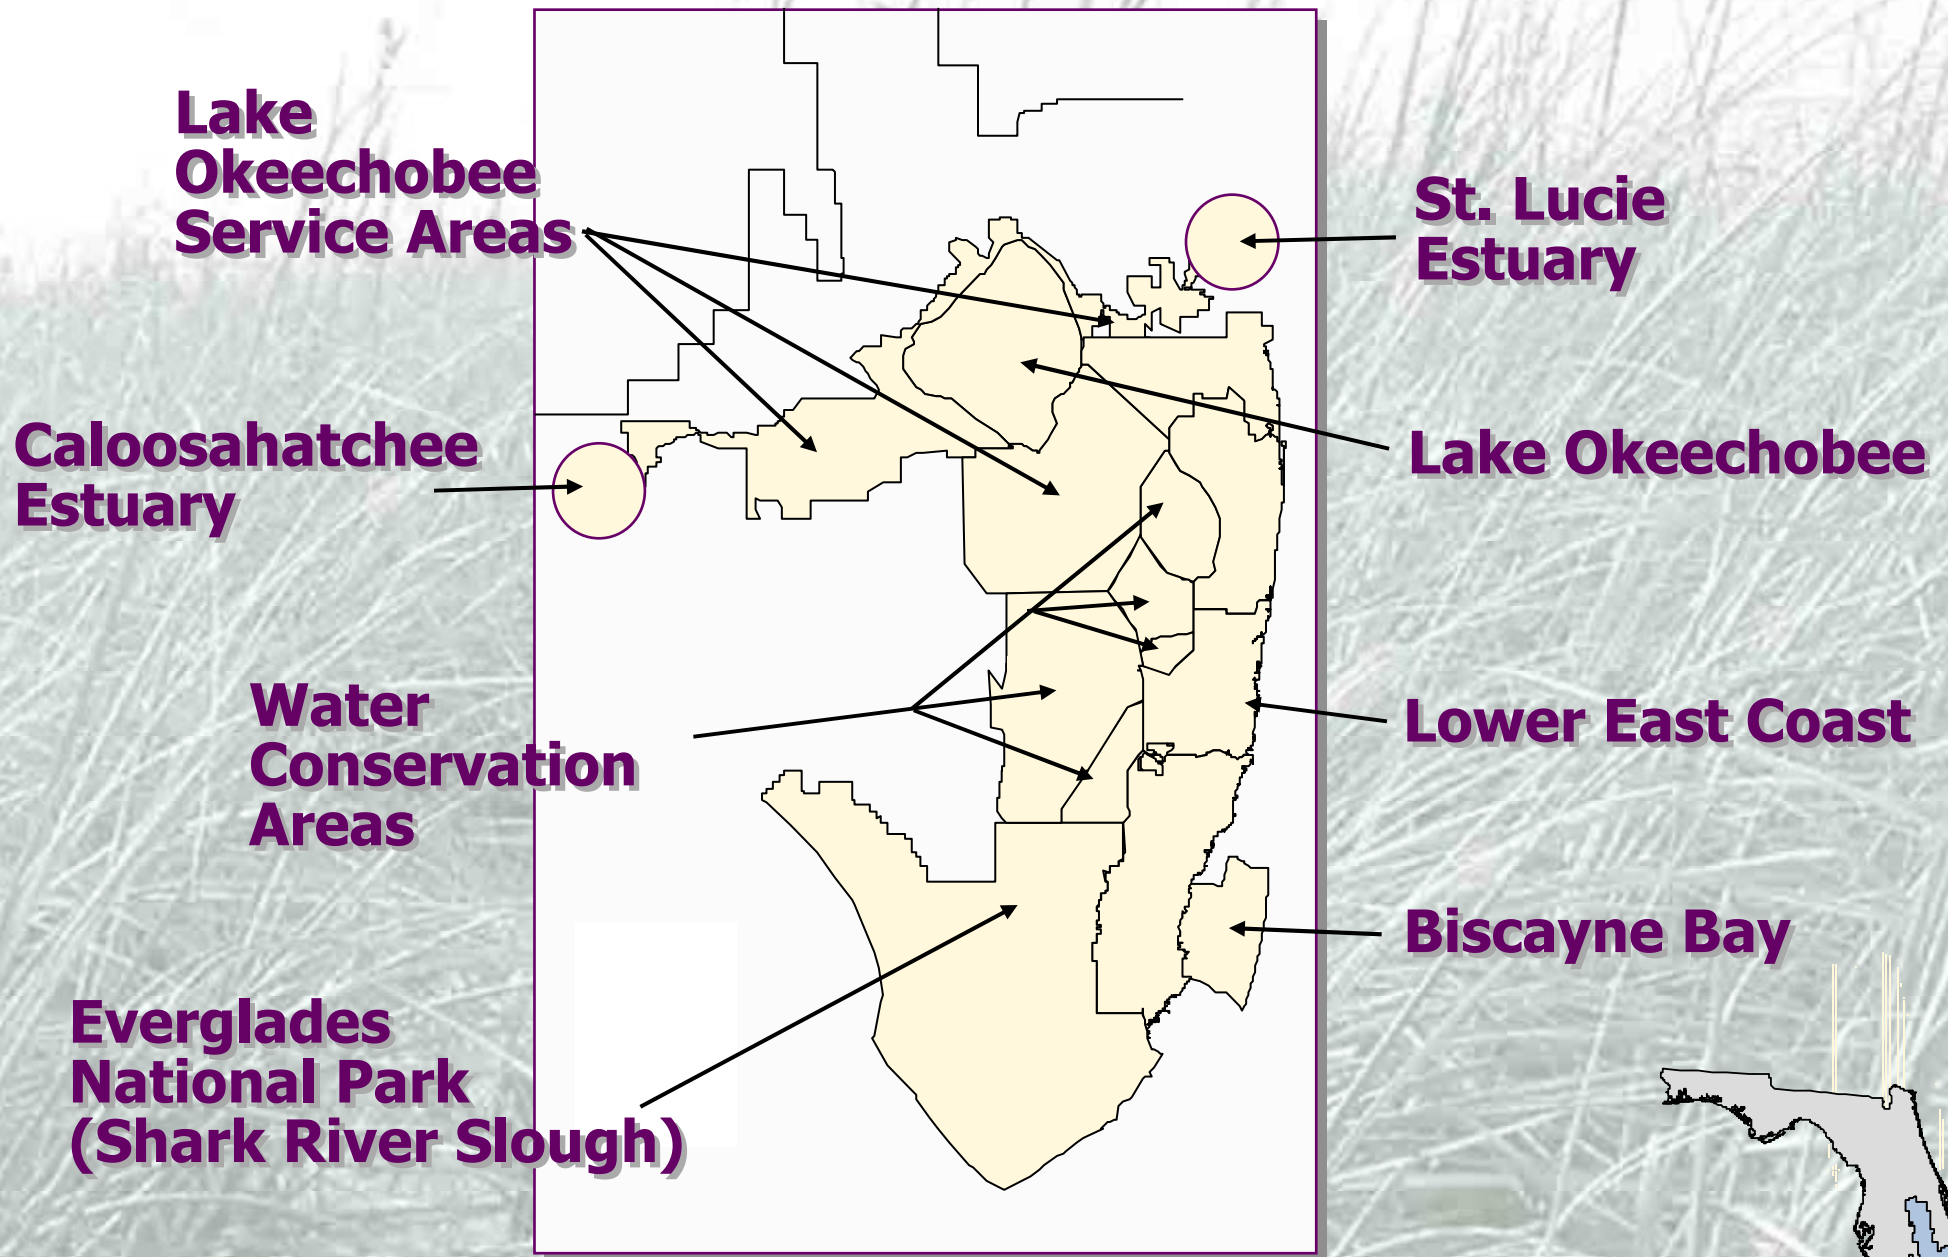 Lake
Okeechobee
Service Areas
St. Lucie
Estuary
Caloosahatchee
Estuary
Lake Okeechobee
Water
Conservation
Areas
Lower East Coast
Biscayne Bay
Everglades
National Park
(Shark River Slough)